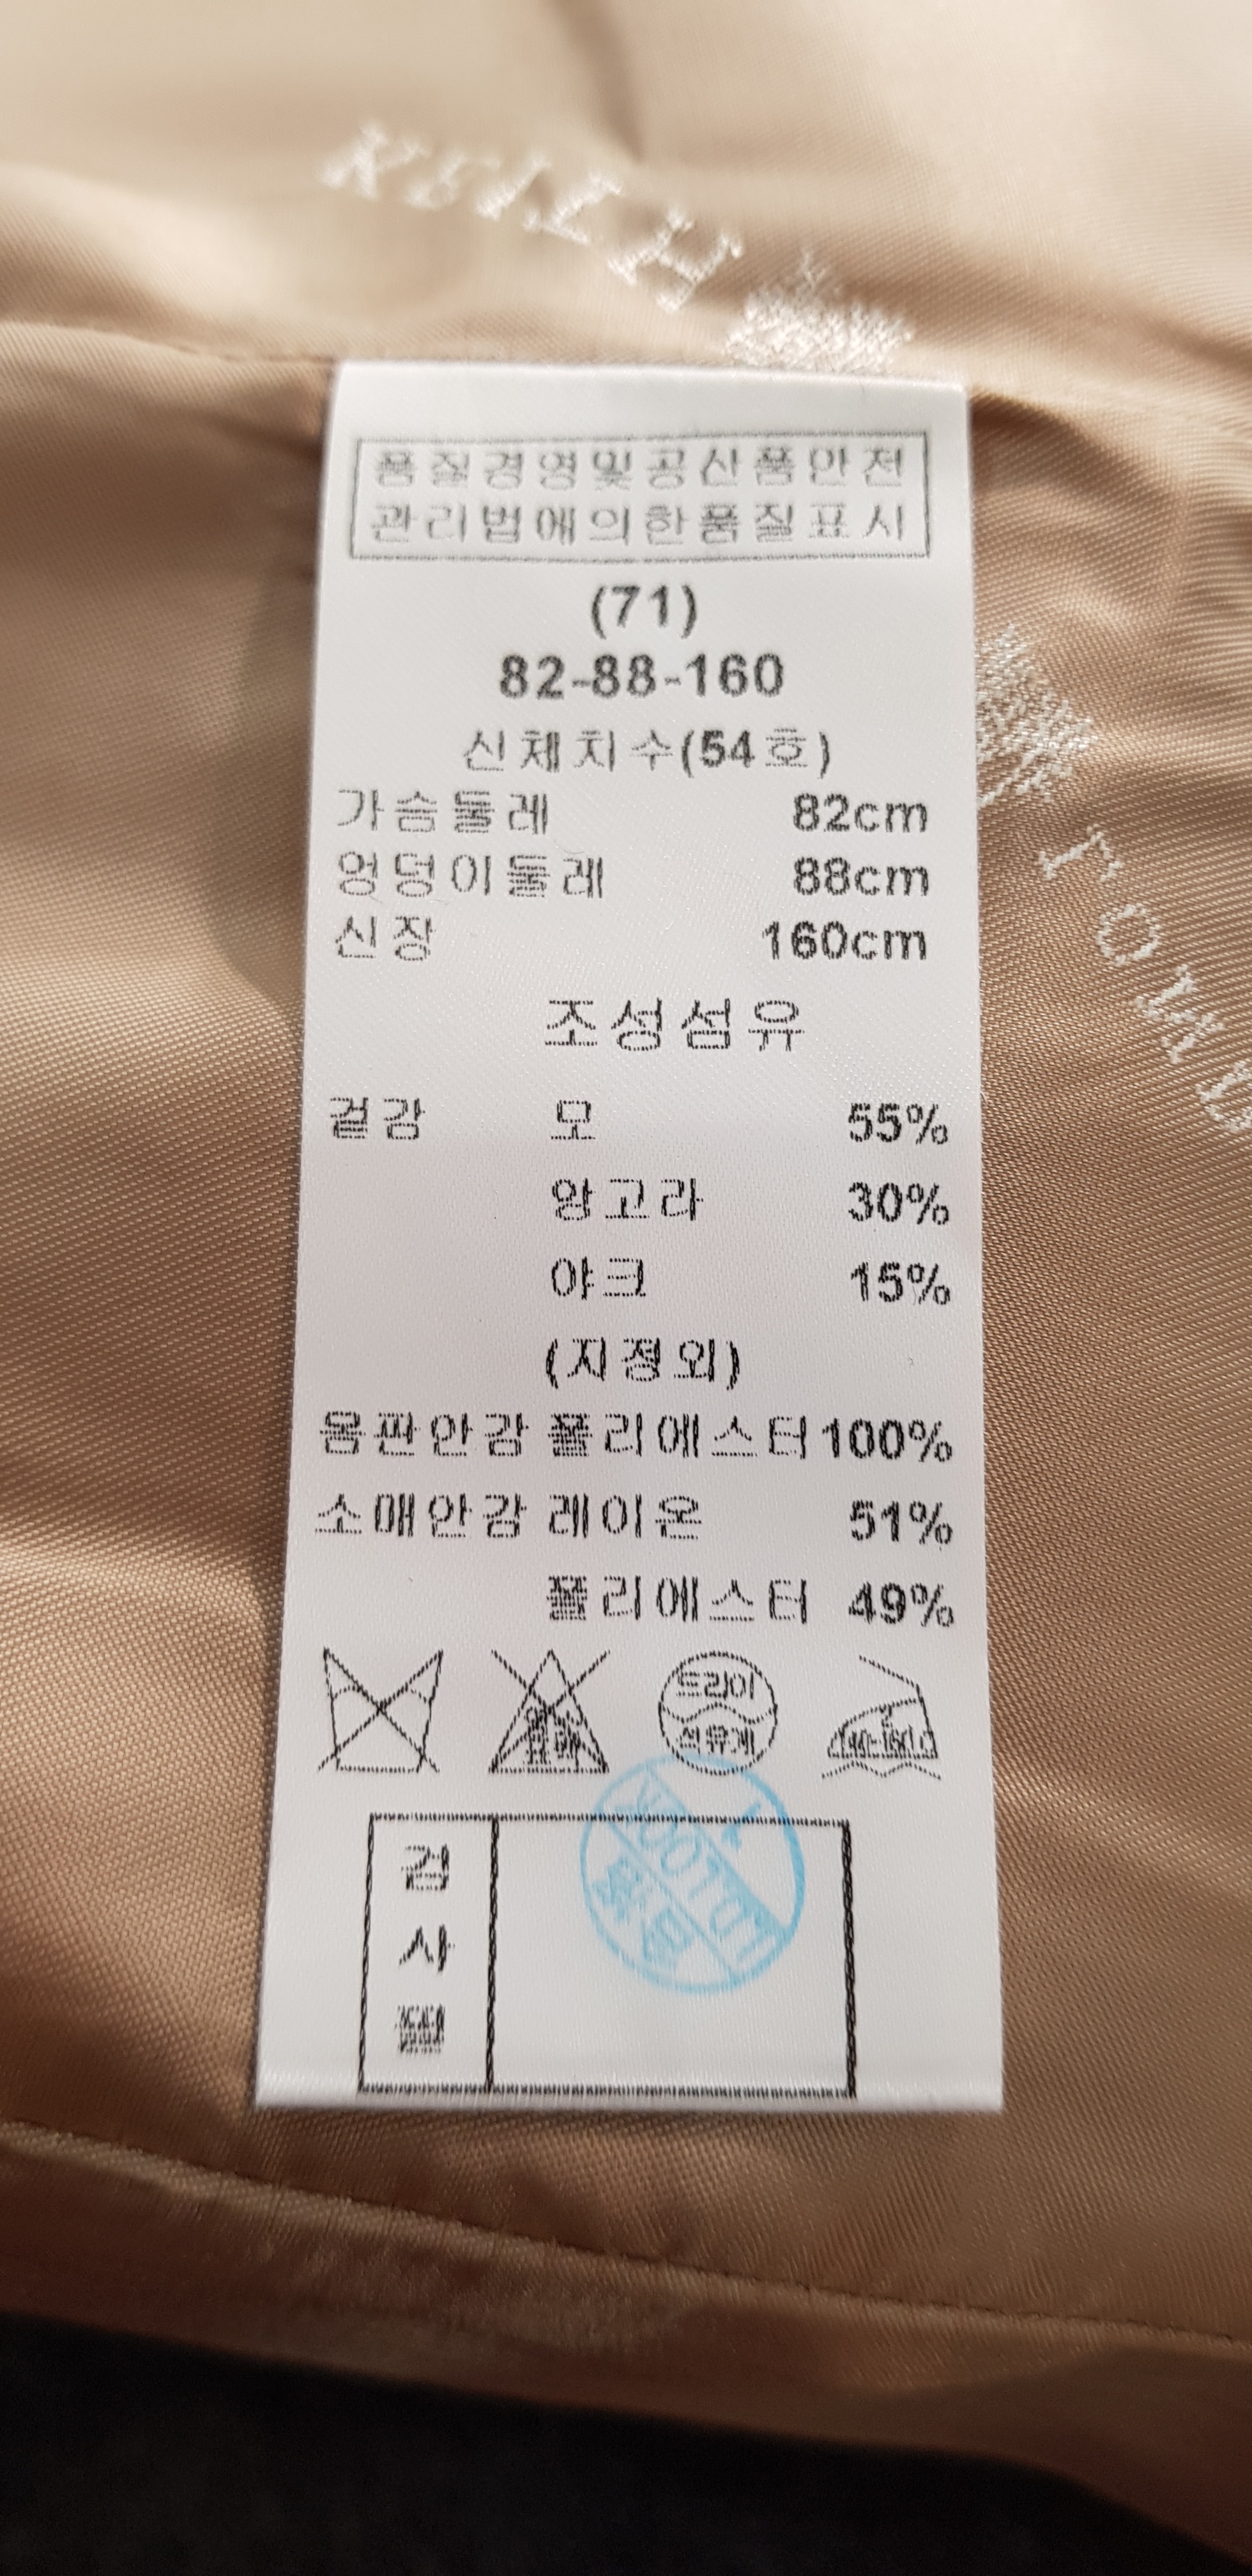 품질경영및공산품안전
관리법에의한품질표시
(71)
82-88-160
신체치수(54호)
가슴둘레 82cm
엉덩이둘레 88cm
신장 160cm
조성섬유
겉감 모 55%
앙고라 30%
야크 15%
(지정외)
몸판안감 폴리에스터 100%
소매안감 레이온 51%
폴리에스터 49%
드라이
석유계
검
사
필